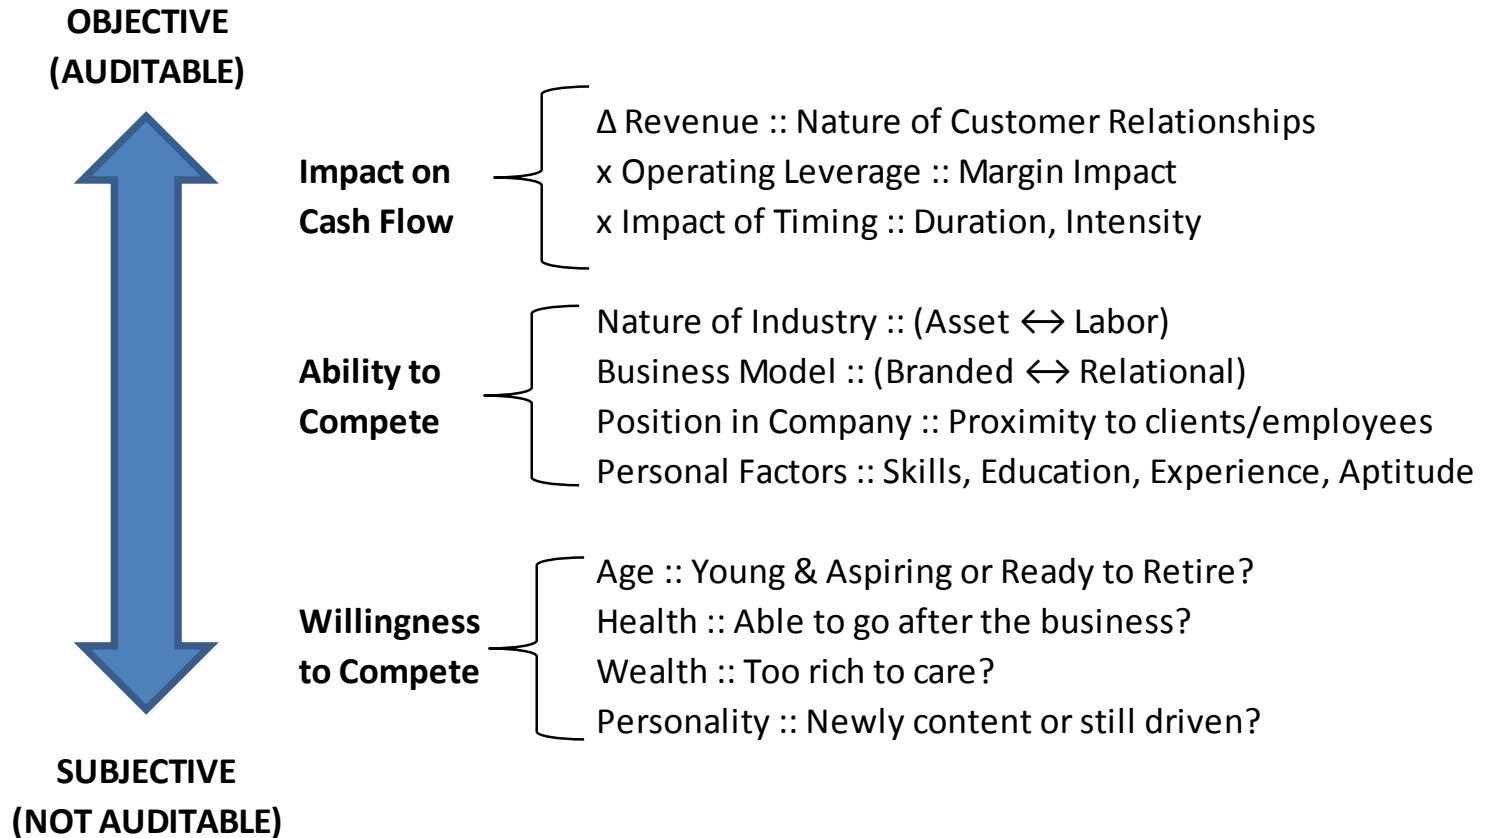 OBJECTIVE
(AUDITABLE)
Impact on
Cash Flow
Δ Revenue :: Nature of Customer Relationships
x Operating Leverage :: Margin Impact
x Impact of Timing :: Duration, Intensity
Ability to
Compete
Nature of Industry :: (Asset ↔ Labor)
Business Model :: (Branded ↔ Relational)
Position in Company :: Proximity to clients/employees
Personal Factors :: Skills, Education, Experience, Aptitude
Willingness
to Compete
Age :: Young & Aspiring or Ready to Retire?
Health :: Able to go after the business?
Wealth :: Too rich to care?
Personality :: Newly content or still driven?
SUBJECTIVE
(NOT AUDITABLE)